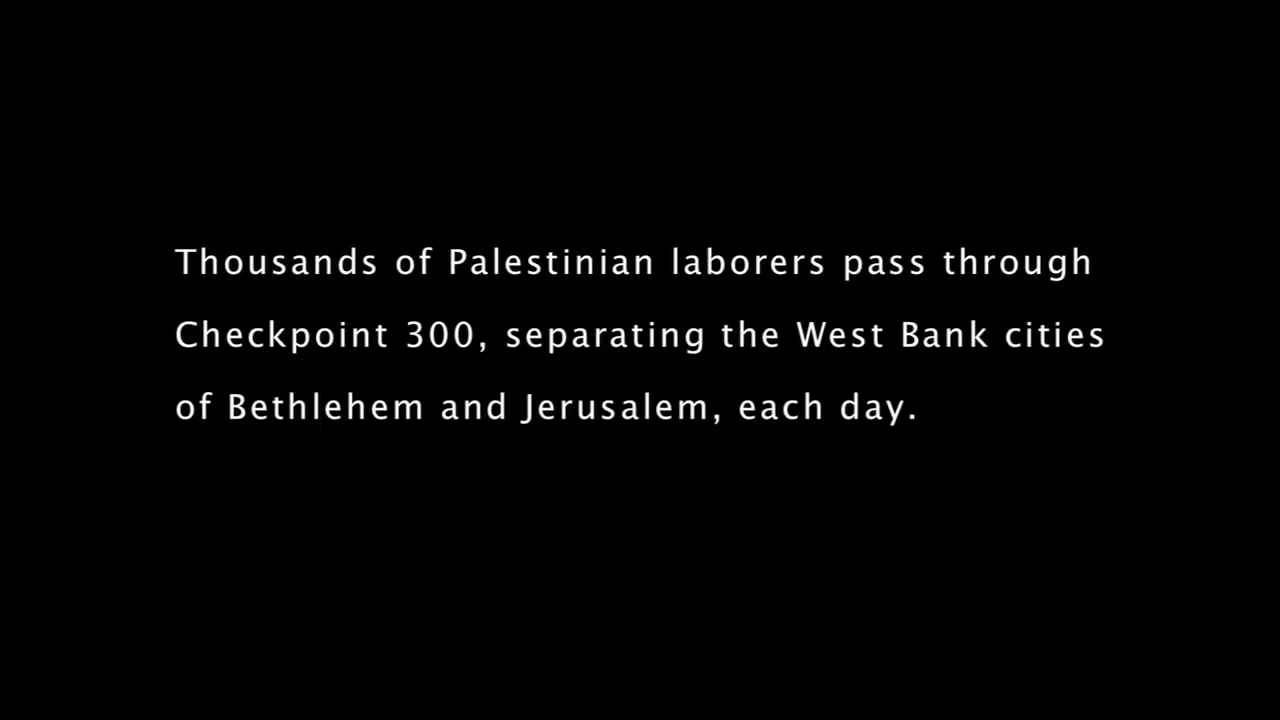 Thousands of Palestinian laborers pass through
Checkpoint 300, separating the West Bank cities
of Bethlehem and Jerusalem, each day.